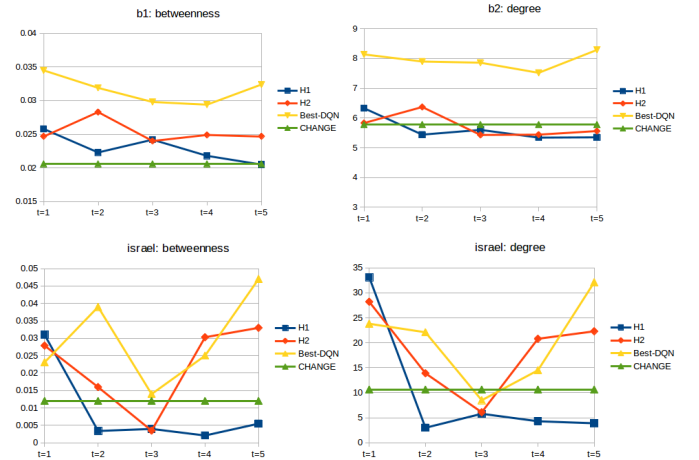 b1: betweenness
0.04
0.035
0.03
0.025
0.02
0.015
t=1 t=2 t=3 t=4 t=5
H1
H2
Best-DQN
CHANGE
b2: degree
9
8
7
6
5
4
3
t=1 t=2 t=3 t=4 t=5
H1
H2
Best-DQN
CHANGE
israel: betweenness
0.05
0.045
0.04
0.035
0.03
0.025
0.02
0.015
0.01
0.005
0
t=1 t=2 t=3 t=4 t=5
H1
H2
Best-DQN
CHANGE
israel: degree
35
30
25
20
15
10
5
0
t=1 t=2 t=3 t=4 t=5
H1
H2
Best-DQN
CHANGE